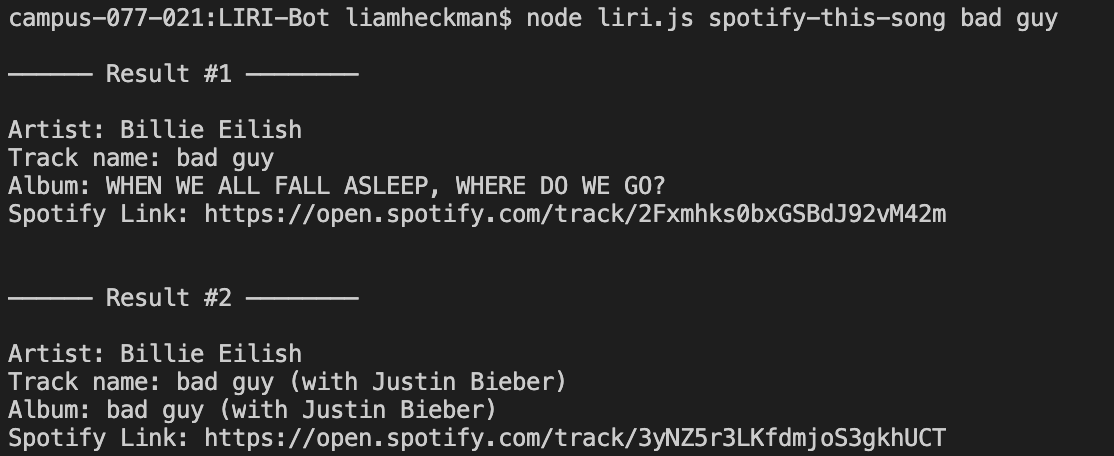 campus-077-021:LIRI-Bot liamheckman$ node liri.js spotify-this-song bad guy
—————— Result #1 ————————
Artist: Billie Eilish
Track name: bad guy
Album: WHEN WE ALL FALL ASLEEP, WHERE DO WE GO?
Spotify Link: https://open.spotify.com/track/2Fxmhks0bxGSBdJ92vM42m
—————— Result #2 ————————
Artist: Billie Eilish
Track name: bad guy (with Justin Bieber)
Album: bad guy (with Justin Bieber)
Spotify Link: https://open.spotify.com/track/3yNZ5r3LKfdmjoS3gkhUCT